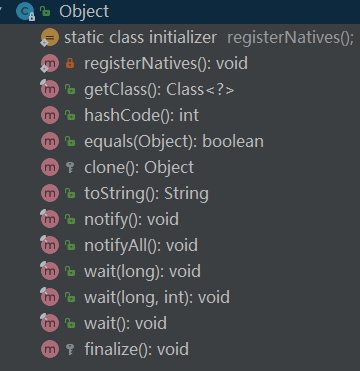 Object
static class initializer registerNatives();
registerNatives(): void
getClass(): Class<?>
hashCode(): int
equals(Object): boolean
clone(): Object
toString(): String
notify(): void
notifyAll(): void
wait(long): void
wait(long, int): void
wait(): void
finalize(): void